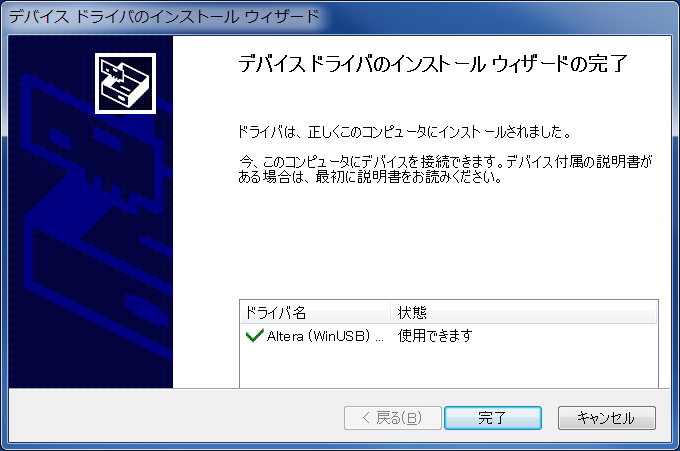 デバイス ドライバのインストール ウィザード
デバイス ドライバのインストール ウィザードの完了
ドライバは、正しくこのコンピュータにインストールされました。
今、このコンピュータにデバイスを接続できます。デバイス付属の説明書が
ある場合は、最初に説明書をお読みください。
ドライバ名 状態
Altera (WinUSB) ... 使用できます
< 戻る(B) 完了 キャンセル